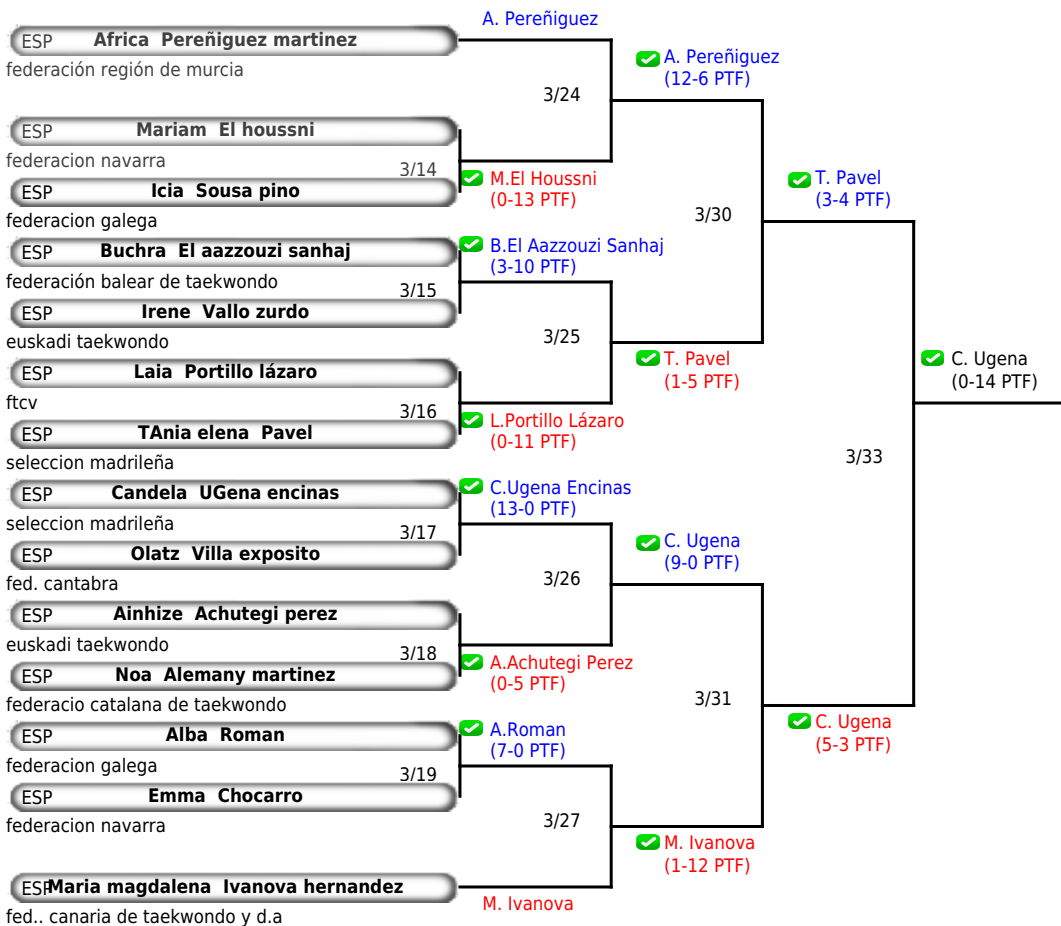 A. Pereñiguez
ESP Africa Pereñiguez martinez
federación región de murcia
A. Pereñiguez
(12-6 PTF)
3/24
ESP Mariam El houssni
federacion navarra
3/14
M.El Houssni
(0-13 PTF)
ESP Icia Sousa pino
federacion galega
T. Pavel
(3-4 PTF)
3/30
ESP Buchra El aazzouzi sanhaj
federación balear de taekwondo
B.El Aazzouzi Sanhaj
(3-10 PTF)
3/15
ESP Irene Vallo zurdo
euskadi taekwondo
3/25
T. Pavel
(1-5 PTF)
ESP Laia Portillo lázaro
ftcv
3/16
L.Portillo Lázaro
(0-11 PTF)
ESP TAnia elena Pavel
seleccion madrileña
C. Ugena
(0-14 PTF)
3/33
ESP Candela UGena encinas
seleccion madrileña
C.Ugena Encinas
(13-0 PTF)
3/17
ESP Olatz Villa exposito
fed. cantabra
C. Ugena
(9-0 PTF)
3/26
ESP Ainhize Achutegi perez
euskadi taekwondo
3/18
A.Achutegi Perez
(0-5 PTF)
ESP Noa Alemany martinez
federacio catalana de taekwondo
3/31
C. Ugena
(5-3 PTF)
ESP Alba Roman
federacion galega
A.Roman
(7-0 PTF)
3/19
ESP Emma Chocarro
federacion navarra
3/27
M. Ivanova
(1-12 PTF)
ESP Maria magdalena Ivanova hernandez
fed.. canaria de taekwondo y d.a
M. Ivanova